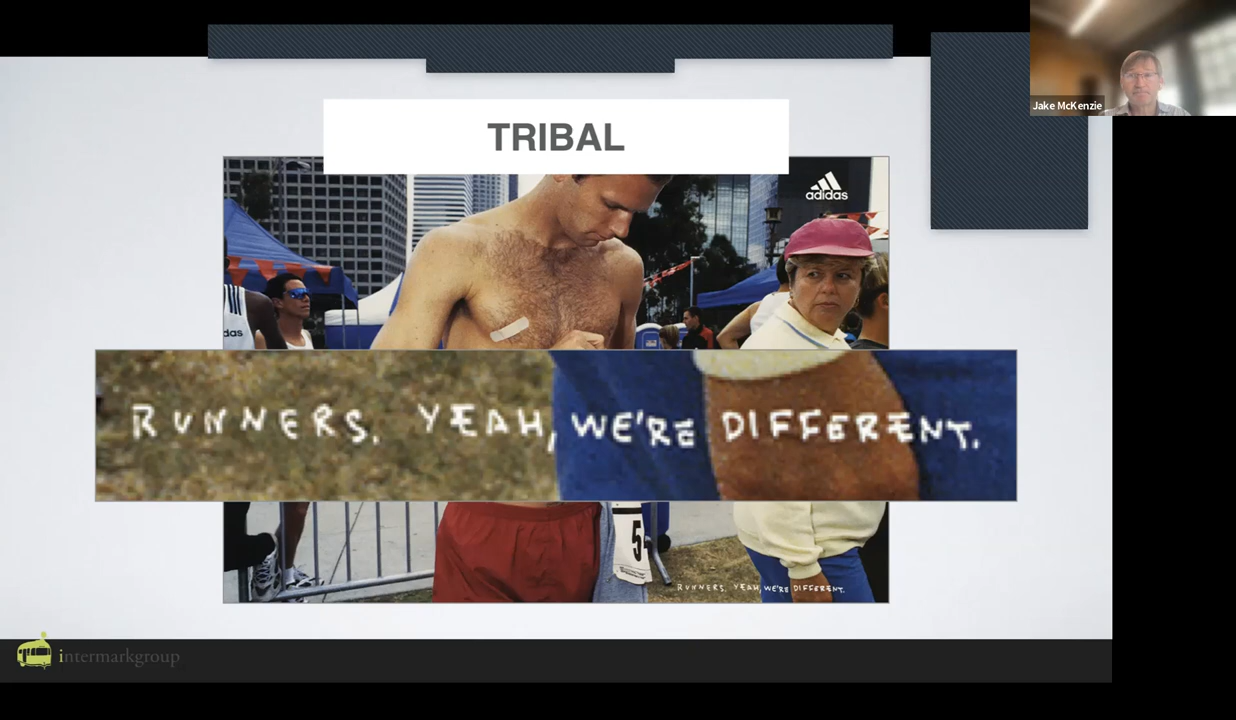 Jake McKenzie
TRIBAL
adidas
das
RUNNERS. YEAH, WE'RE DIFFERENT.
5
RUNNERS. YEAH, WE'RE DIFFERENT.
intermarkgroup